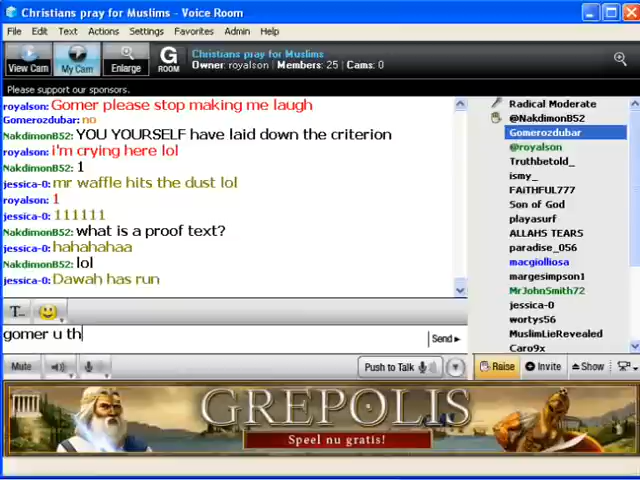 Christians pray for Muslims - Voice Room
File Edit Text Actions Settings Favorites Admin Help
View Cam My Cam Enlarge G ROOM
Christians pray for Muslims
Owner: royalson | Members: 25 | Cams: 0
Please support our sponsors.
royalson: Gomer please stop making me laugh
Gomerozdubar: no
NakdimonB52: YOU YOURSELF have laid down the criterion
royalson: i'm crying here lol
NakdimonB52: 1
jessica-0: mr waffle hits the dust lol
royalson: 1
jessica-0: 111111
NakdimonB52: what is a proof text?
jessica-0: hahahahaa
NakdimonB52: lol
jessica-0: Dawah has run
Radical Moderate
@NakdimonB52
Gomerozdubar
@royalson
Truthbetold_
ismy_
FAiTHFUL777
Son of God
playasurf
ALLAHS TEARS
paradise_056
macgiolliosa
margesimpson1
MrJohnSmith72
jessica-0
wortys56
MuslimLieRevealed
Caro9x
T...
gomer u th
Send
Mute Push to Talk Raise Invite Show
GREPOLIS
Speel nu gratis!